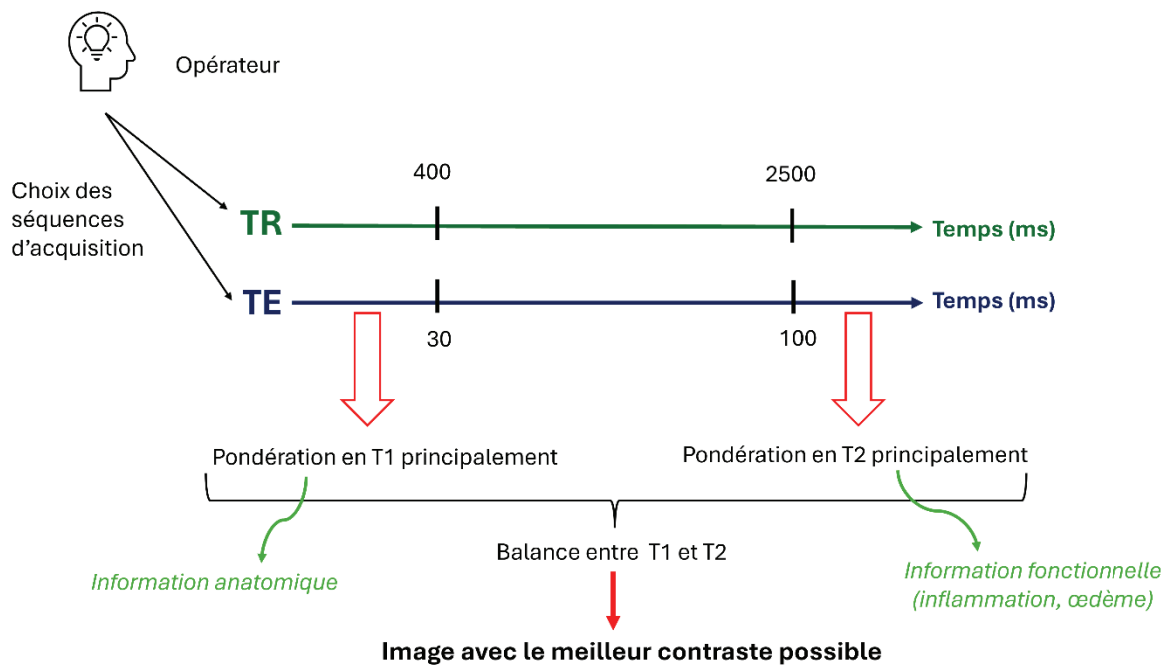 Opérateur
Choix des
séquences
d’acquisition
400
2500
TR
Temps (ms)
TE
Temps (ms)
30
100
Pondération en T1 principalement
Pondération en T2 principalement
Balance entre T1 et T2
Information anatomique
Information fonctionnelle
(inflammation, œdème)
Image avec le meilleur contraste possible